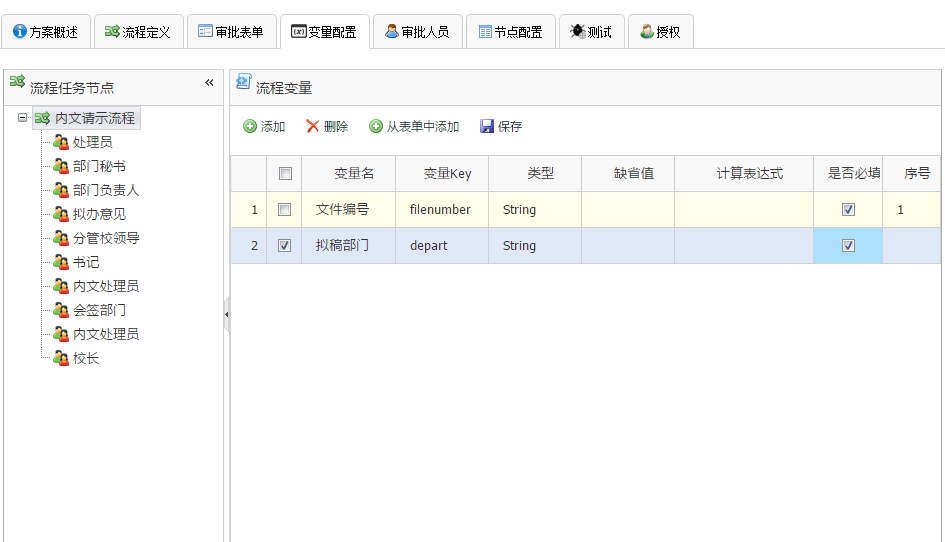 方案概述 流程定义 审批表单 变量配置 审批人员 节点配置 测试 授权
流程任务节点
内文请示流程
处理员
部门秘书
部门负责人
拟办意见
分管校领导
书记
内文处理员
会签部门
内文处理员
校长
流程变量
添加 删除 从表单中添加 保存
变量名 变量Key 类型 缺省值 计算表达式 是否必填 序号
1 文件编号 filenumber String 1
2 拟稿部门 depart String